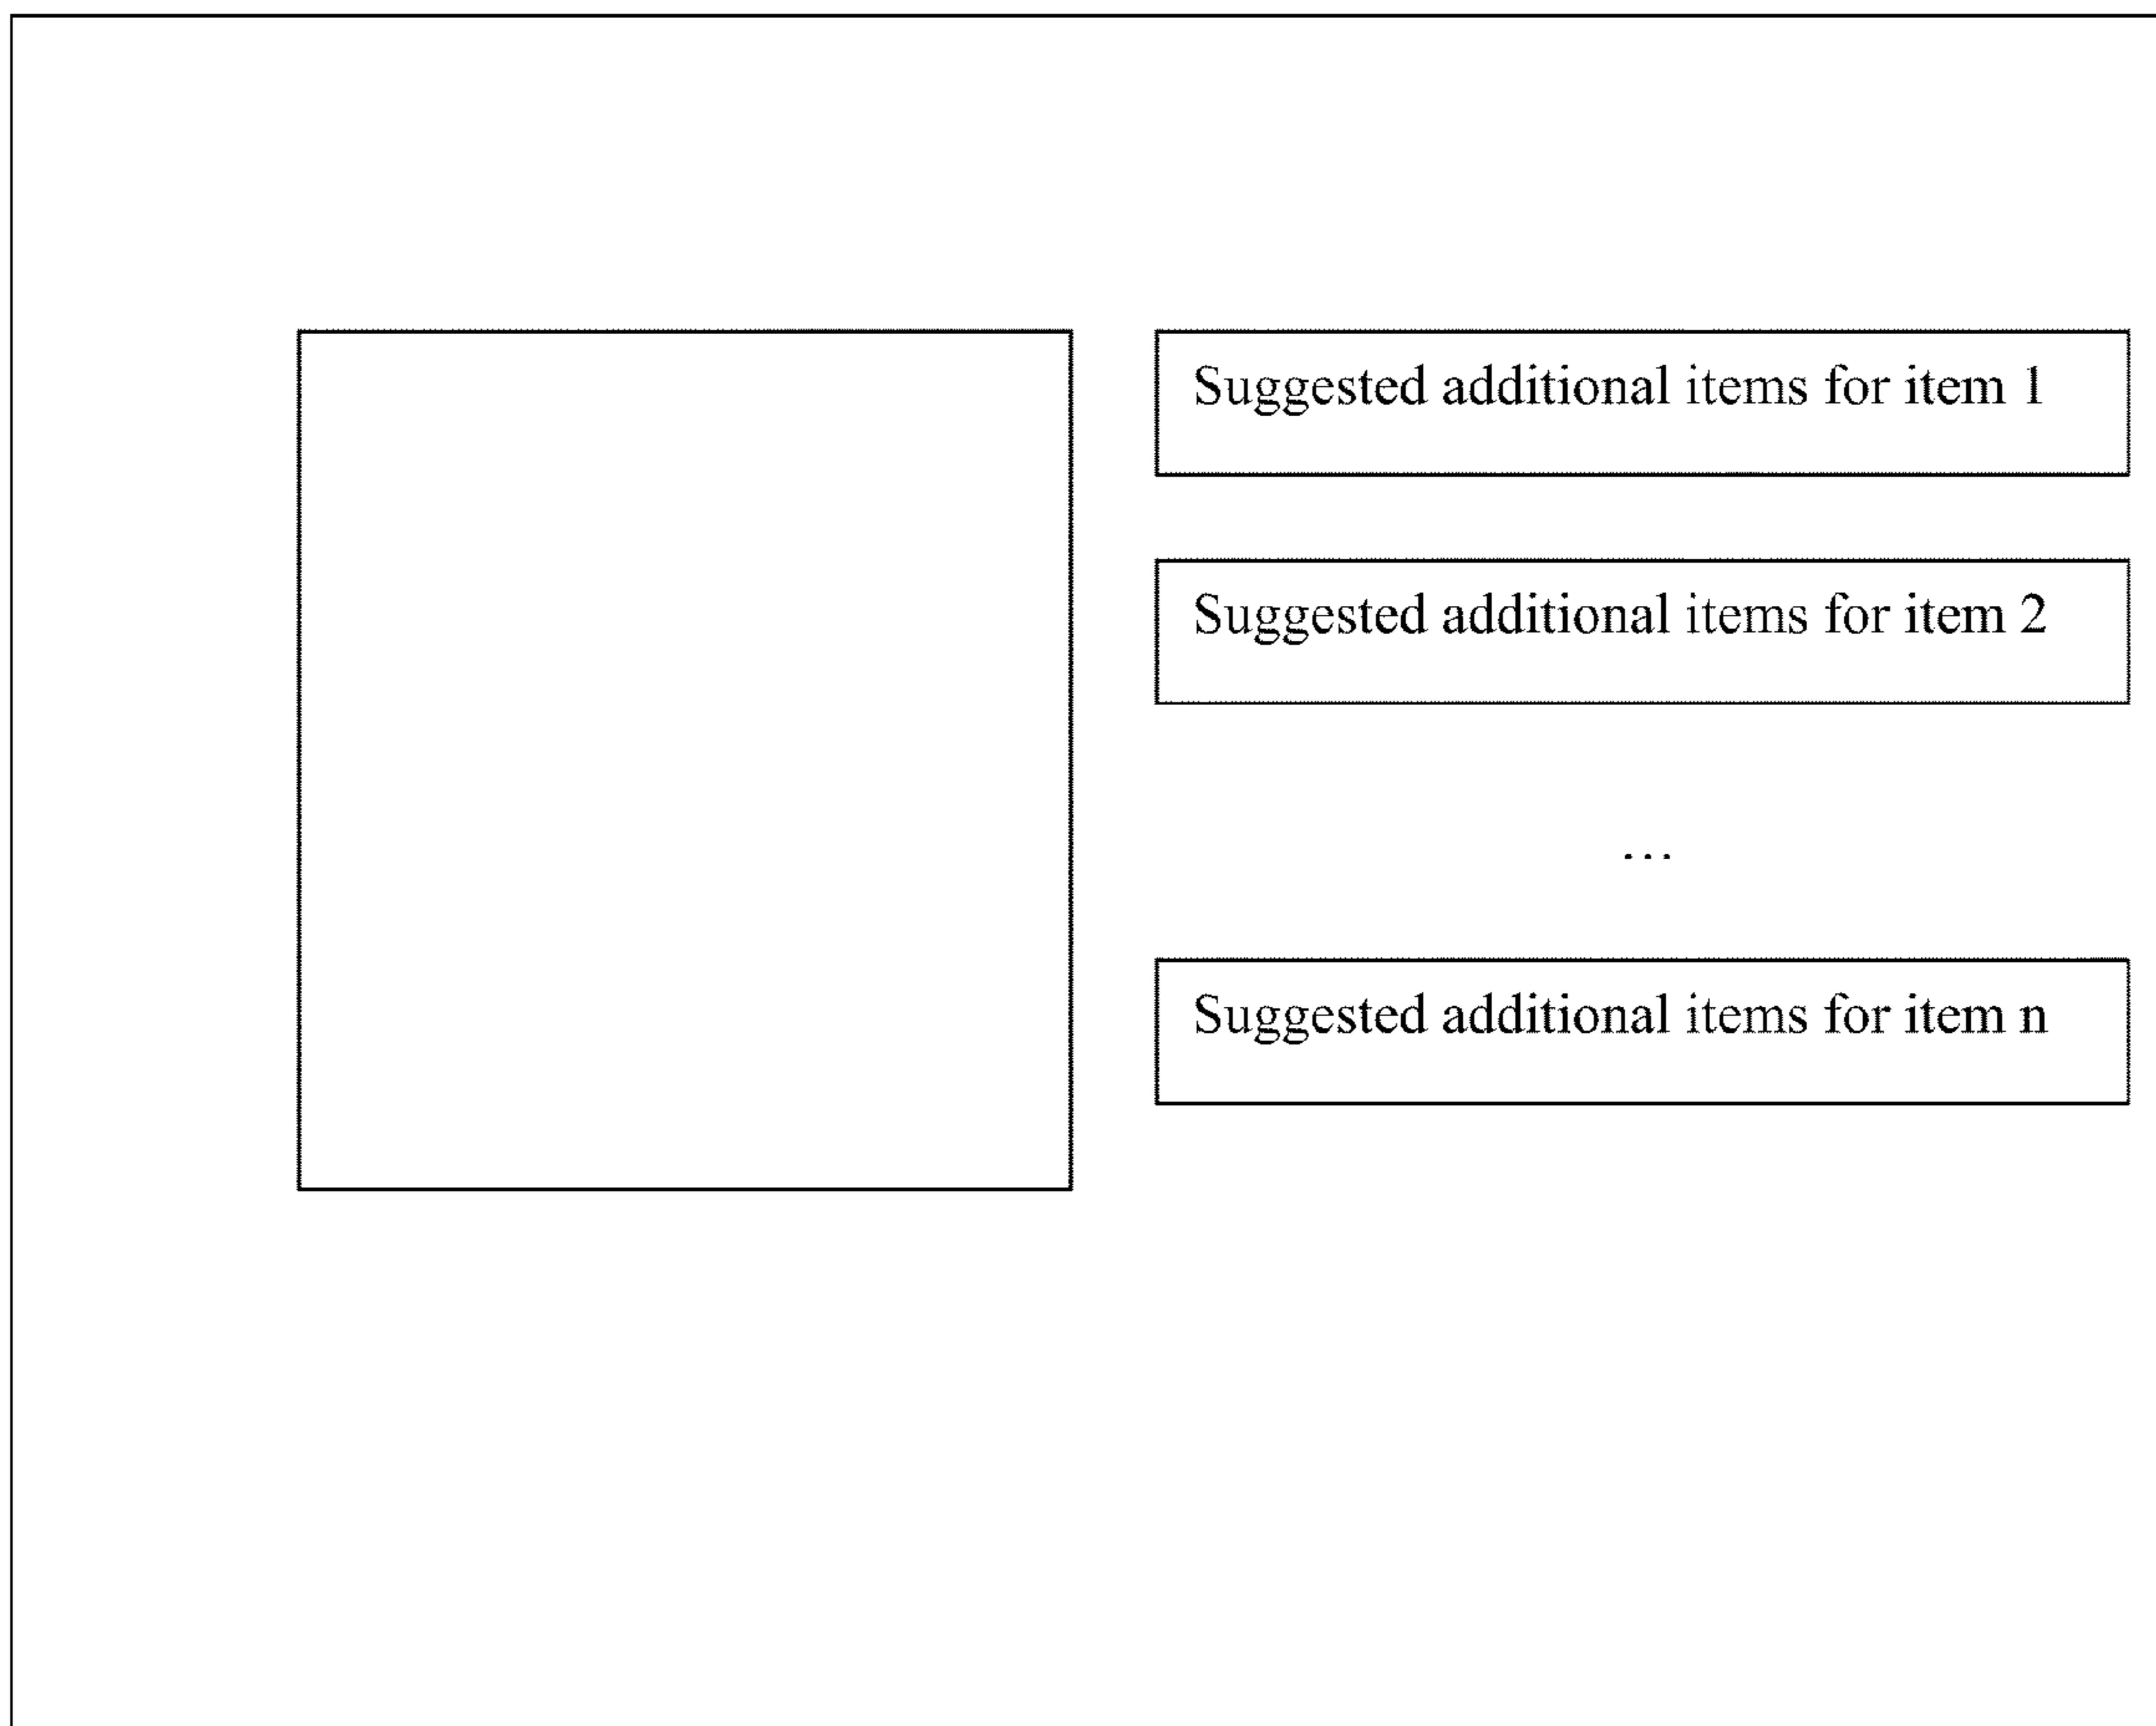 Suggested additional items for item 1
Suggested additional items for item 2
...
Suggested additional items for item n